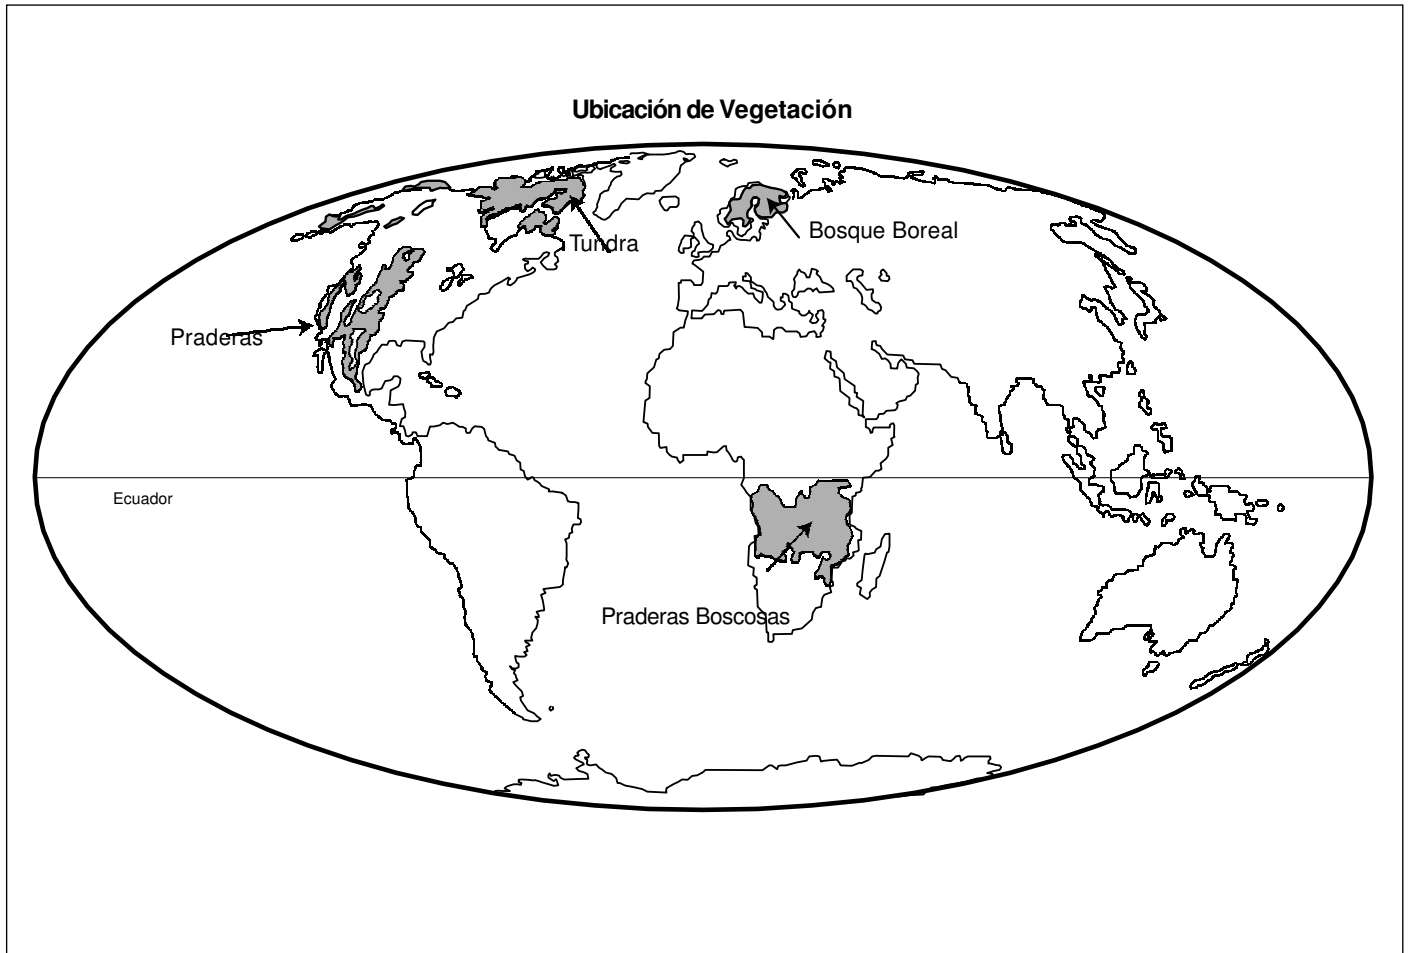 Ubicación de Vegetación
Bosque Boreal
Tundra
Praderas
Ecuador
Praderas Boscosas